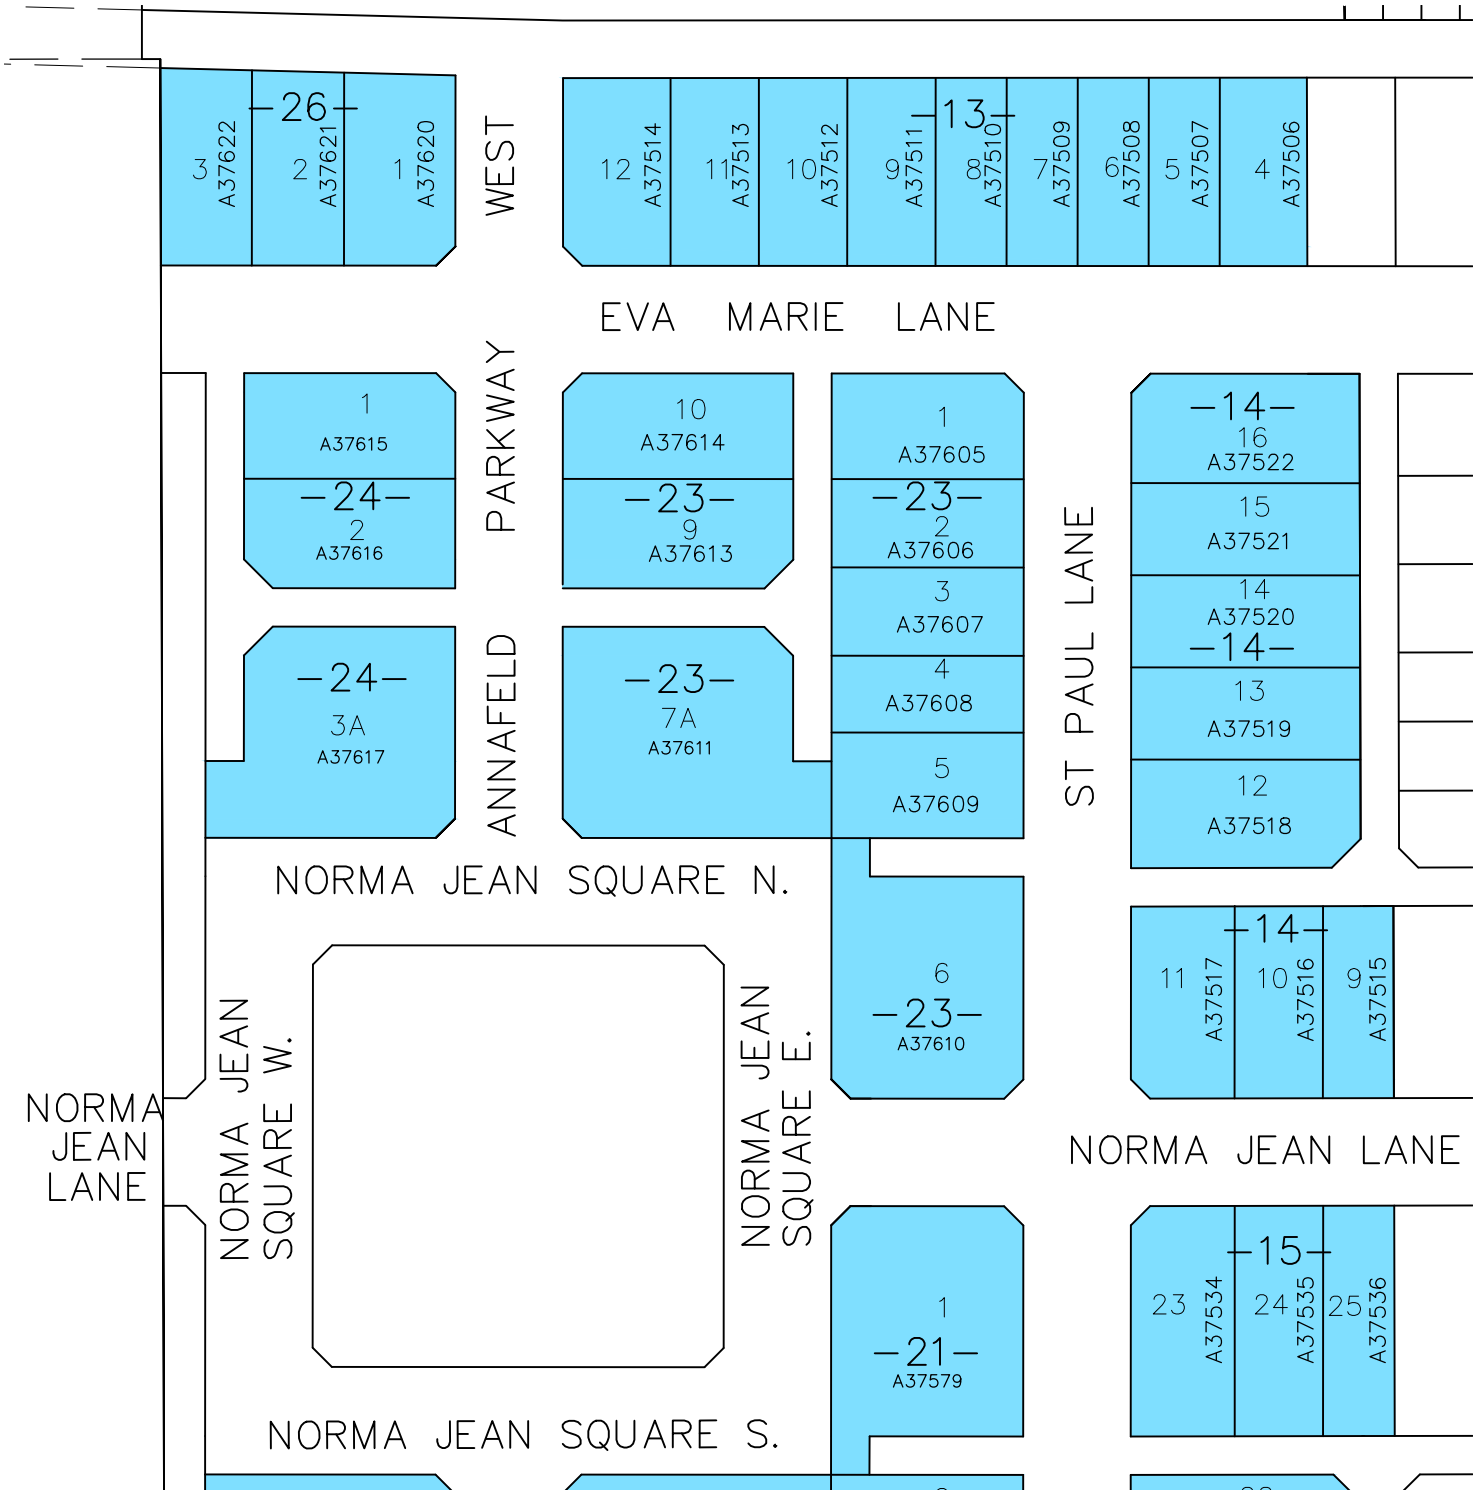 -26-
3
A37622
2
A37621
1
A37620
WEST
-13-
12
A37514
11
A37513
10
A37512
9
A37511
8
A37510
7
A37509
6
A37508
5
A37507
4
A37506
EVA MARIE LANE
ANNAFELD PARKWAY
1
A37615
-24-
2
A37616
10
A37614
-23-
9
A37613
1
A37605
-23-
2
A37606
3
A37607
4
A37608
5
A37609
ST PAUL LANE
-14-
16
A37522
15
A37521
14
A37520
-14-
13
A37519
12
A37518
-24-
3A
A37617
-23-
7A
A37611
NORMA JEAN SQUARE N.
6
-23-
A37610
-14-
11
A37517
10
A37516
9
A37515
NORMA
JEAN
LANE
NORMA JEAN
SQUARE W.
NORMA JEAN
SQUARE E.
NORMA JEAN LANE
1
-21-
A37579
-15-
23
A37534
24
A37535
25
A37536
NORMA JEAN SQUARE S.